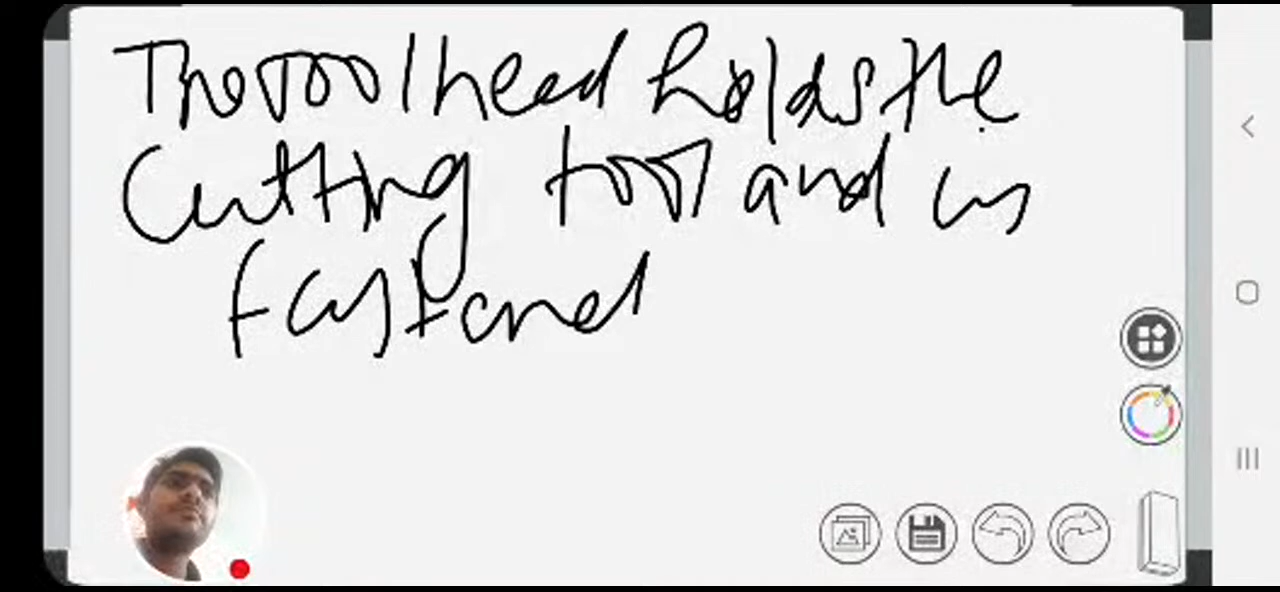 The tool head holds the
cutting tool and is
fastened